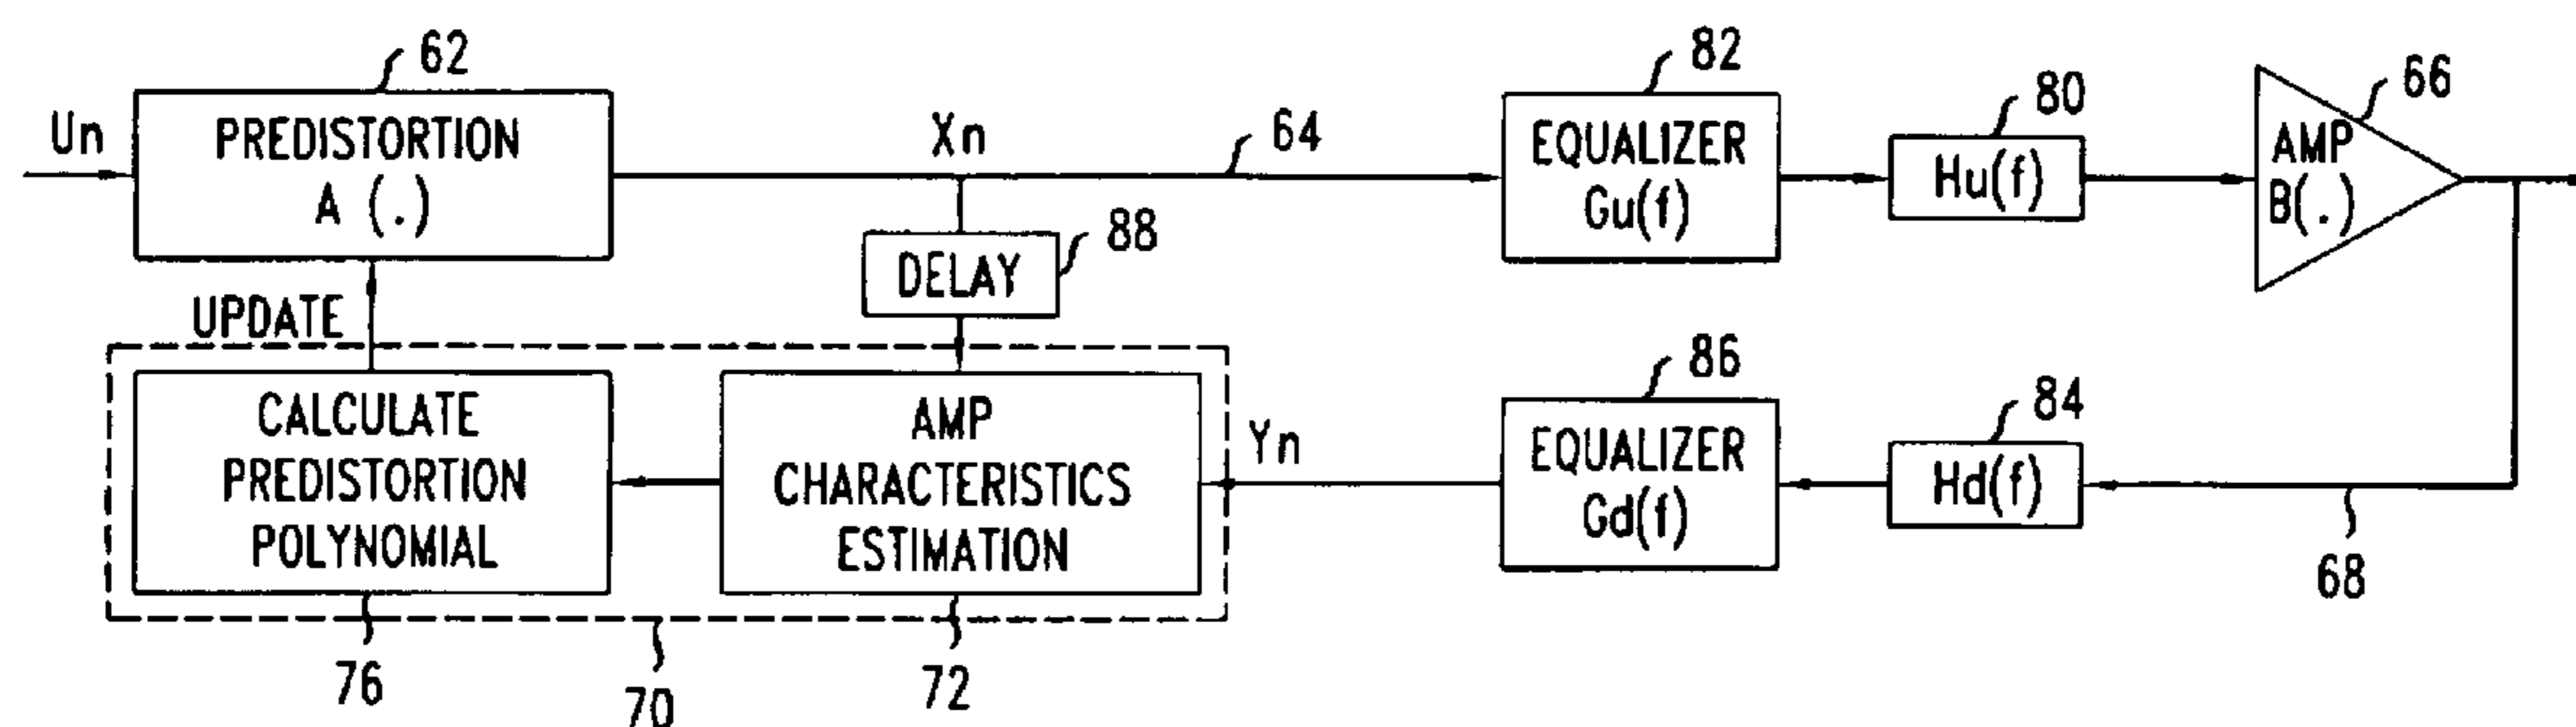 62
Un
PREDISTORTION
A (.)
Xn
64
82
EQUALIZER
Gu(f)
80
Hu(f)
66
AMP
B(.)
88
DELAY
UPDATE
CALCULATE
PREDISTORTION
POLYNOMIAL
AMP
CHARACTERISTICS
ESTIMATION
Yn
86
EQUALIZER
Gd(f)
84
Hd(f)
68
76
70
72